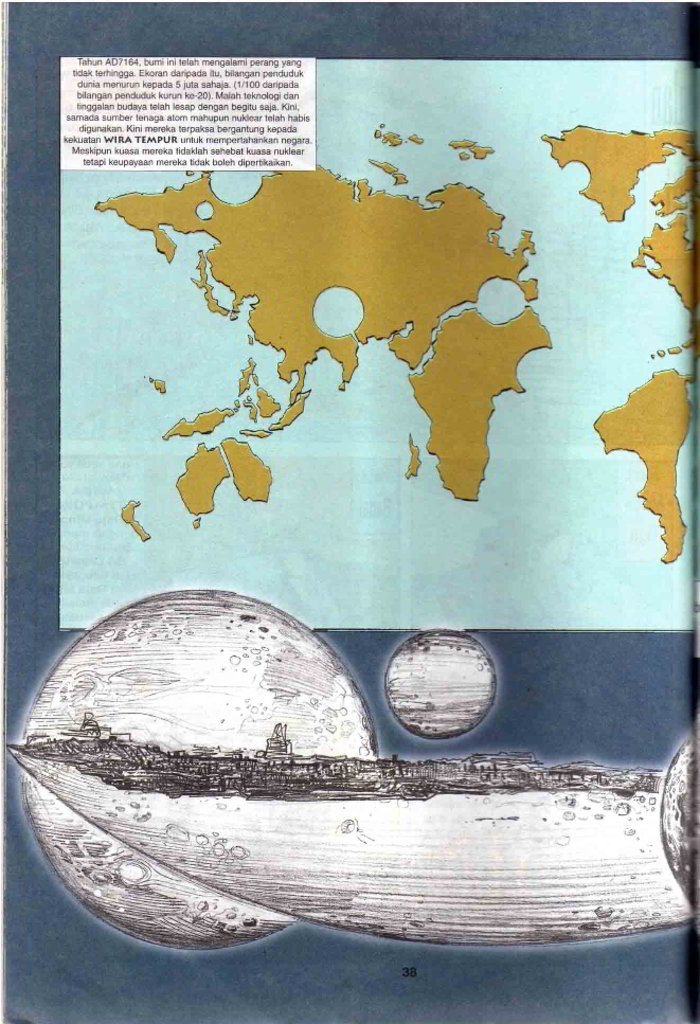 Tahun AD7164, bumi ini telah mengalami perang yang
tidak terhingga. Ekoran daripada itu, bilangan penduduk
dunia menurun kepada 5 juta sahaja. (1/100 daripada
bilangan penduduk kurun ke-20). Malah teknologi dan
tinggalan budaya telah lesap dengan begitu saja. Kini,
samada sumber tenaga atom mahupun nuklear telah habis
digunakan. Kini mereka terpaksa bergantung kepada
kekuatan WIRA TEMPUR untuk mempertahankan negara.
Meskipun kuasa mereka tidaklah sehebat kuasa nuklear
tetapi keupayaan mereka tidak boleh dipertikaikan.
38